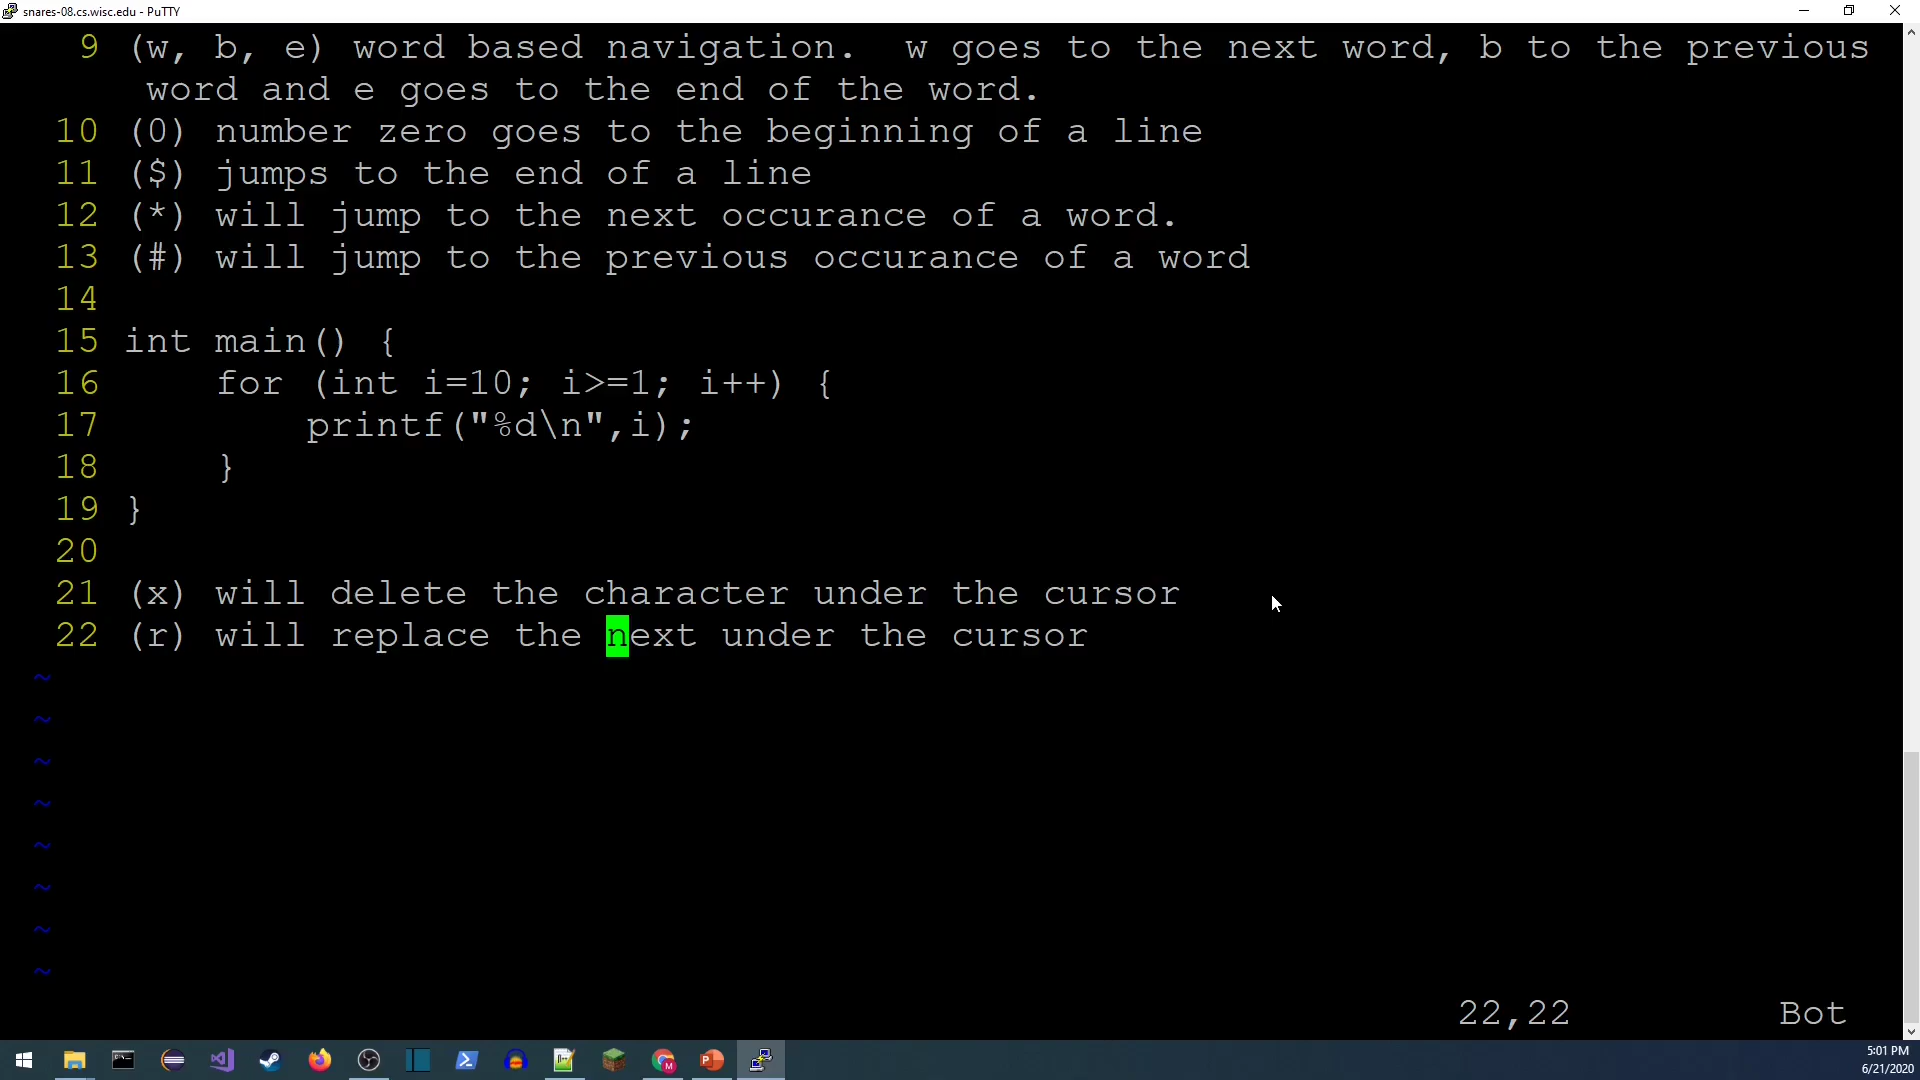 snares-08.cs.wisc.edu - PuTTY
9 (w, b, e) word based navigation.  w goes to the next word, b to the previous
word and e goes to the end of the word.
10 (0) number zero goes to the beginning of a line
11 ($) jumps to the end of a line
12 (*) will jump to the next occurance of a word.
13 (#) will jump to the previous occurance of a word
14
15 int main() {
16     for (int i=10; i>=1; i++) {
17         printf("%d\n",i);
18     }
19 }
20
21 (x) will delete the character under the cursor
22 (r) will replace the next under the cursor
~
~
~
~
~
~
~
~
22,22 Bot
5:01 PM
6/21/2020